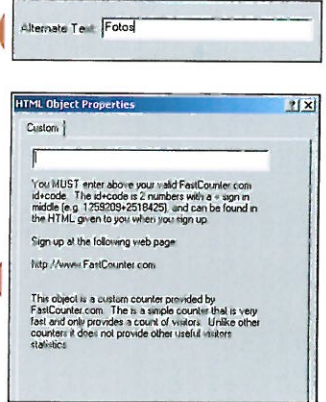 Alternate Text: Fotos
HTML Object Properties
Custom
You MUST enter above your valid FastCounter.com
id+code. The id+code is 2 numbers with a + sign in
middle (e.g. 1259209+2518425), and can be found in
the HTML given to you when you sign up.
Sign up at the following web page:
http://www.FastCounter.com
This object is a custom counter provided by
FastCounter.com. The is a simple counter that is very
fast and only provides a count of visitors. Unlike other
counters it does not provide other useful visitors
statistics.